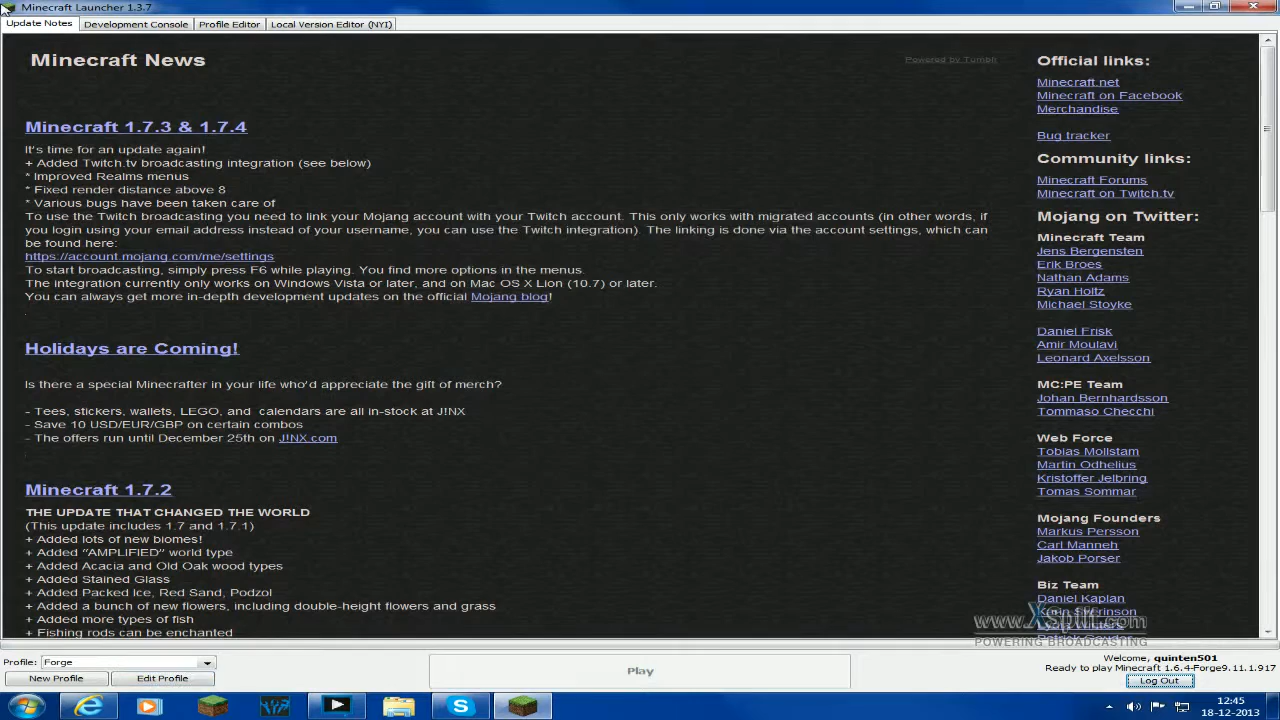 Minecraft Launcher 1.3.7
Update Notes
Development Console
Profile Editor
Local Version Editor (NYI)
Minecraft News
Powered by Tumblr
Minecraft 1.7.3 & 1.7.4
It's time for an update again!
+ Added Twitch.tv broadcasting integration (see below)
* Improved Realms menus
* Fixed render distance above 8
* Various bugs have been taken care of
To use the Twitch broadcasting you need to link your Mojang account with your Twitch account. This only works with migrated accounts (in other words, if
you login using your email address instead of your username, you can use the Twitch integration). The linking is done via the account settings, which can
be found here:
https://account.mojang.com/me/settings
To start broadcasting, simply press F6 while playing. You find more options in the menus.
The integration currently only works on Windows Vista or later, and on Mac OS X Lion (10.7) or later.
You can always get more in-depth development updates on the official Mojang blog!
Holidays are Coming!
Is there a special Minecrafter in your life who'd appreciate the gift of merch?
- Tees, stickers, wallets, LEGO, and calendars are all in-stock at J!NX
- Save 10 USD/EUR/GBP on certain combos
- The offers run until December 25th on J!NX.com
Minecraft 1.7.2
THE UPDATE THAT CHANGED THE WORLD
(This update includes 1.7 and 1.7.1)
+ Added lots of new biomes!
+ Added "AMPLIFIED" world type
+ Added Acacia and Old Oak wood types
+ Added Stained Glass
+ Added Packed Ice, Red Sand, Podzol
+ Added a bunch of new flowers, including double-height flowers and grass
+ Added more types of fish
+ Fishing rods can be enchanted
Official links:
Minecraft.net
Minecraft on Facebook
Merchandise
Bug tracker
Community links:
Minecraft Forums
Minecraft on Twitch.tv
Mojang on Twitter:
Minecraft Team
Jens Bergensten
Erik Broes
Nathan Adams
Ryan Holtz
Michael Stoyke
Daniel Frisk
Amir Moulavi
Leonard Axelsson
MC:PE Team
Johan Bernhardsson
Tommaso Checchi
Web Force
Tobias Mollstam
Martin Odhelius
Kristoffer Jelbring
Tomas Sommar
Mojang Founders
Markus Persson
Carl Manneh
Jakob Porser
Biz Team
Daniel Kaplan
www.XSplit.com
POWERING BROADCASTING
Profile: Forge
New Profile
Edit Profile
Play
Welcome, quinten501
Ready to play Minecraft 1.6.4-Forge9.11.1.917
Log Out
12:45
18-12-2013